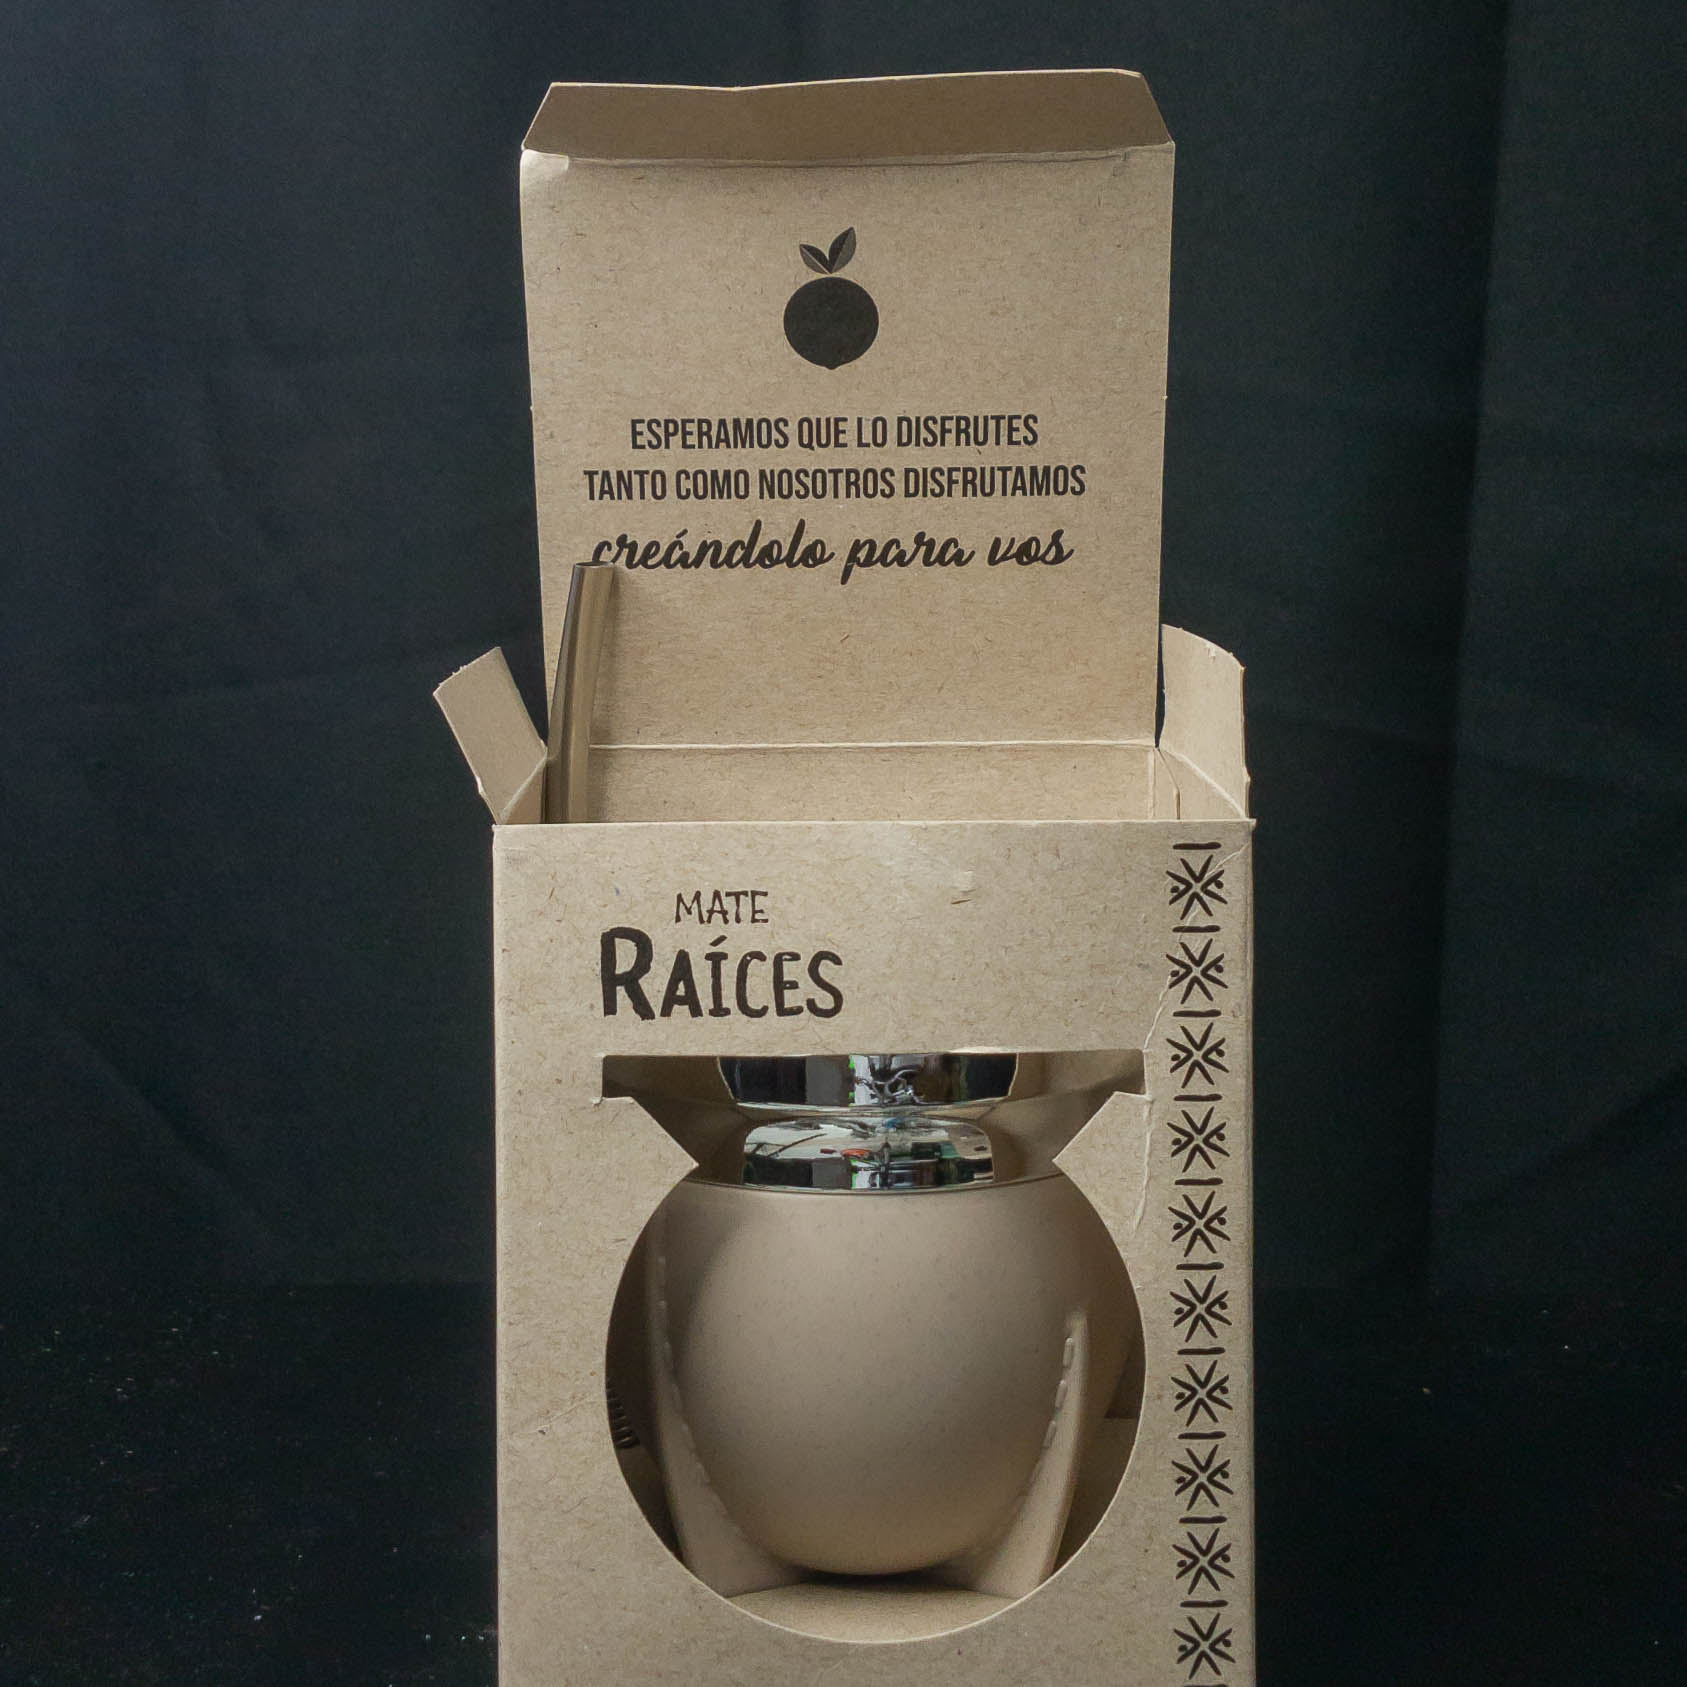 ESPERAMOS QUE LO DISFRUTES
TANTO COMO NOSOTROS DISFRUTAMOS
creándolo para vos
MATE
RAÍCES